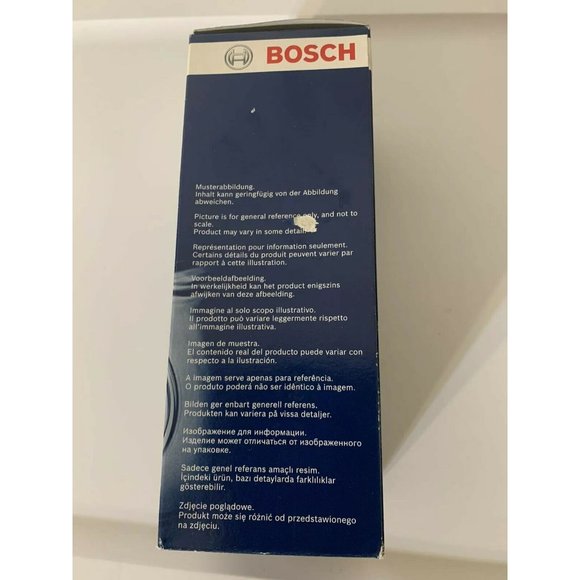 BOSCH
Musterabbildung.
Inhalt kann geringfügig von der Abbildung
abweichen.
Picture is for general reference only, and not to
scale.
Product may vary in some details.
Représentation pour information seulement.
Certains détails du produit peuvent varier par
rapport à cette illustration.
Voorbeeldafbeelding.
In werkelijkheid kan het product enigszins
afwijken van deze afbeelding.
Immagine al solo scopo illustrativo.
Il prodotto può variare leggermente rispetto
all'immagine illustrativa.
Imagen de muestra.
El contenido real del producto puede variar con
respecto a la ilustración.
A imagem serve apenas para referência.
O produto poderá não ser idêntico à imagem.
Bilden ger enbart generell referens.
Produkten kan variera på vissa detaljer.
Изображение для информации.
Изделие может отличаться от изображенного
на упаковке.
Sadece genel referans amaçlı resim.
İçindeki ürün, bazı detaylarda farklılıklar
gösterebilir.
Zdjęcie poglądowe.
Produkt może się różnić od przedstawionego
na zdjęciu.